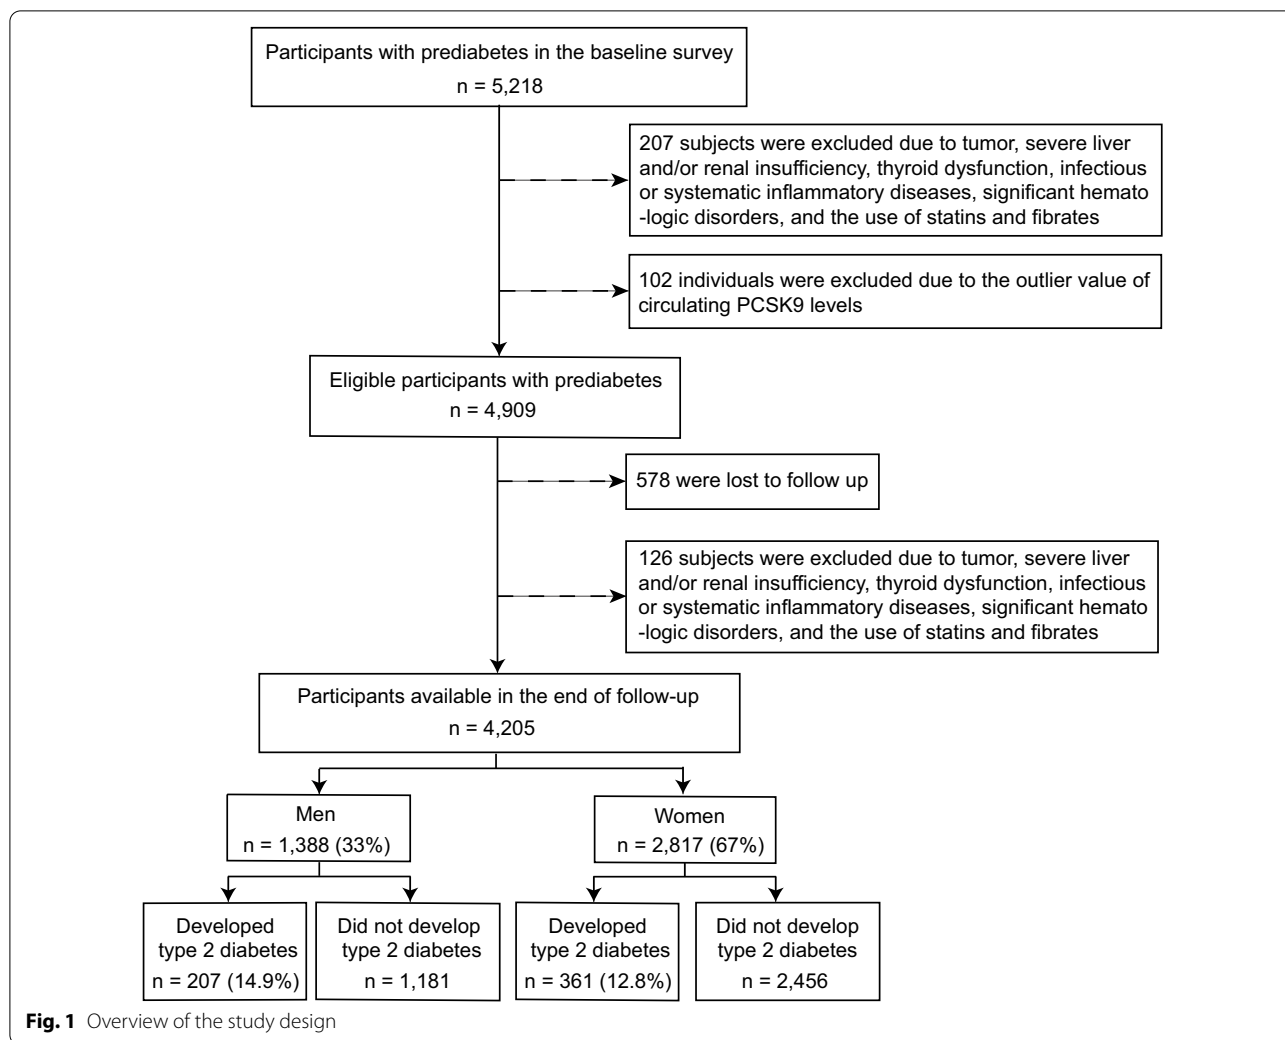 Participants with prediabetes in the baseline survey
n = 5,218
207 subjects were excluded due to tumor, severe liver
and/or renal insufficiency, thyroid dysfunction, infectious
or systematic inflammatory diseases, significant hemato
-logic disorders, and the use of statins and fibrates
102 individuals were excluded due to the outlier value of
circulating PCSK9 levels
Eligible participants with prediabetes
n = 4,909
578 were lost to follow up
126 subjects were excluded due to tumor, severe liver
and/or renal insufficiency, thyroid dysfunction, infectious
or systematic inflammatory diseases, significant hemato
-logic disorders, and the use of statins and fibrates
Participants available in the end of follow-up
n = 4,205
Men
n = 1,388 (33%)
Women
n = 2,817 (67%)
Developed
type 2 diabetes
n = 207 (14.9%)
Did not develop
type 2 diabetes
n = 1,181
Developed
type 2 diabetes
n = 361 (12.8%)
Did not develop
type 2 diabetes
n = 2,456
Fig. 1 Overview of the study design